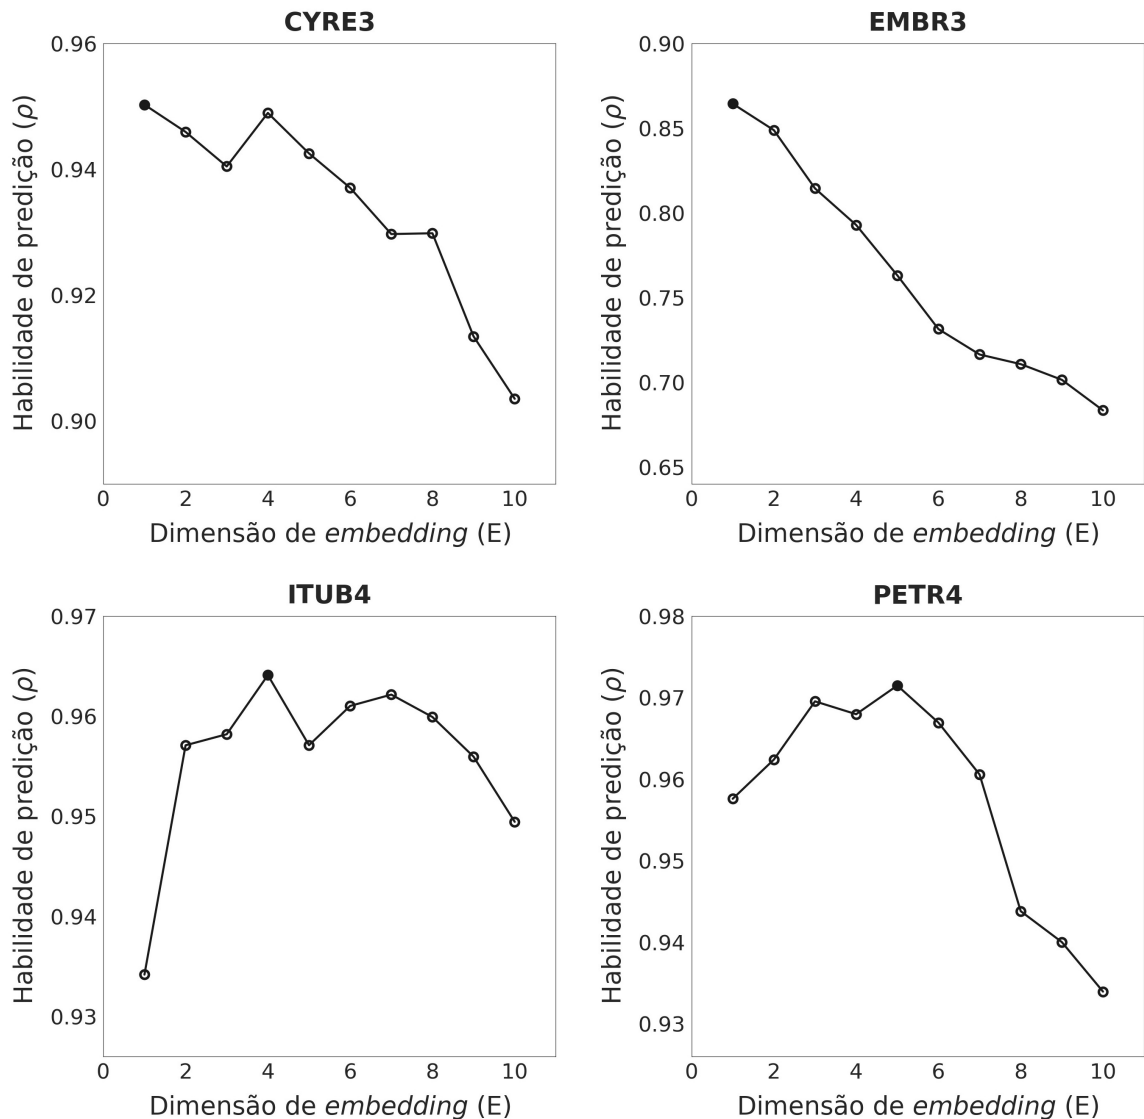 CYRE3
0.96
0.94
0.92
0.90
0 2 4 6 8 10
Habilidade de predição (ρ)
Dimensão de embedding (E)
EMBR3
0.90
0.85
0.80
0.75
0.70
0.65
0 2 4 6 8 10
Habilidade de predição (ρ)
Dimensão de embedding (E)
ITUB4
0.97
0.96
0.95
0.94
0.93
0 2 4 6 8 10
Habilidade de predição (ρ)
Dimensão de embedding (E)
PETR4
0.98
0.97
0.96
0.95
0.94
0.93
0 2 4 6 8 10
Habilidade de predição (ρ)
Dimensão de embedding (E)